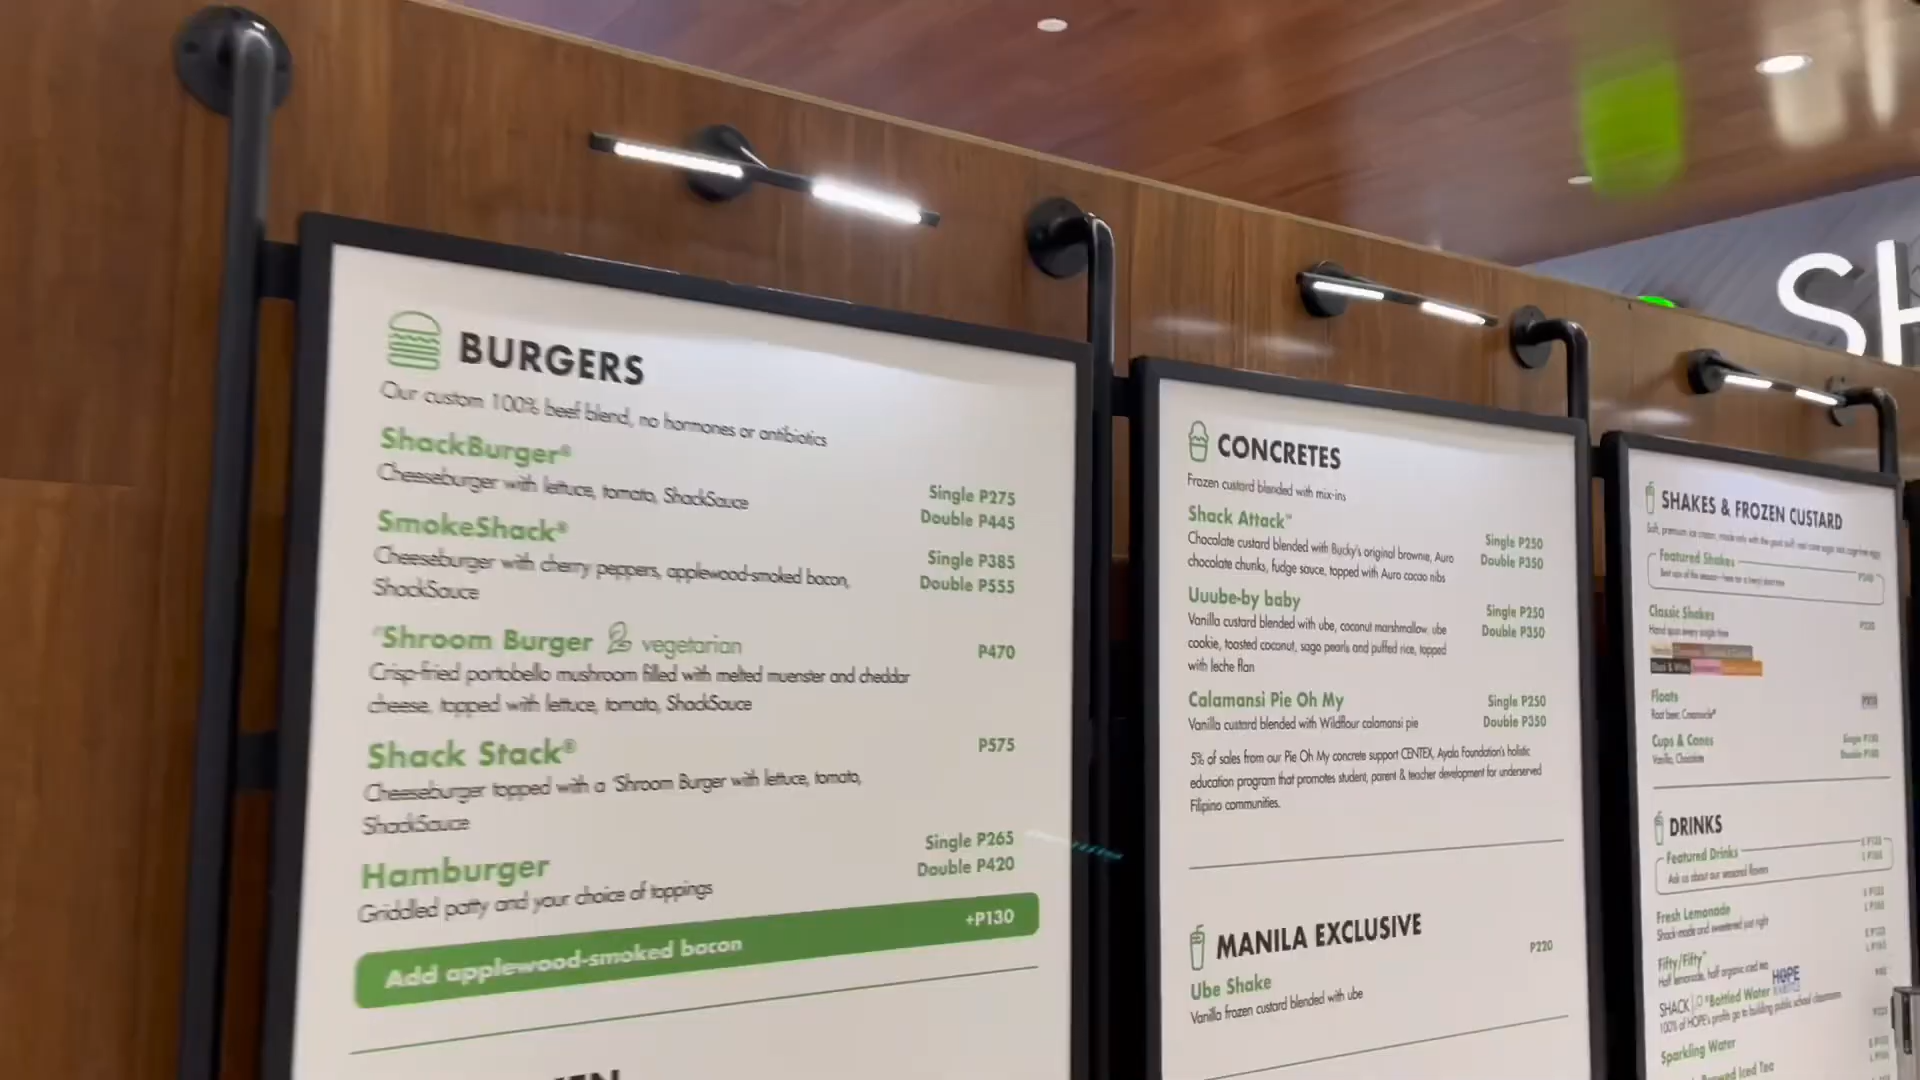 SH
BURGERS
Our custom 100% beef blend, no hormones or antibiotics
ShackBurger®
Cheeseburger with lettuce, tomato, ShackSauce
Single P275
Double P445
SmokeShack®
Cheeseburger with cherry peppers, applewood-smoked bacon,
ShackSauce
Single P385
Double P555
'Shroom Burger vegetarian
P470
Crisp-fried portobello mushroom filled with melted muenster and cheddar
cheese, topped with lettuce, tomato, ShackSauce
Shack Stack®
P575
Cheeseburger topped with a 'Shroom Burger with lettuce, tomato,
ShackSauce
Hamburger
Griddled patty and your choice of toppings
Single P265
Double P420
Add applewood-smoked bacon +P130
CONCRETES
Frozen custard blended with mix-ins
Shack Attack™
Chocolate custard blended with Bucky's original brownie, Auro
chocolate chunks, fudge sauce, topped with Auro cacao nibs
Single P250
Double P350
Uuube-by baby
Vanilla custard blended with ube, coconut marshmallow, ube
cookie, toasted coconut, sago pearls and puffed rice, topped
with leche flan
Single P250
Double P350
Calamansi Pie Oh My
Vanilla custard blended with Wildflour calamansi pie
Single P250
Double P350
5% of sales from our Pie Oh My concrete support CENTEX, Ayala Foundation's holistic
education program that promotes student, parent & teacher development for underserved
Filipino communities.
MANILA EXCLUSIVE
Ube Shake
P220
Vanilla frozen custard blended with ube
SHAKES & FROZEN CUSTARD
Featured Shakes
Classic Shakes
Hand spun every single time
Floats
Root beer, Creamsicle®
Cups & Cones
Vanilla, Chocolate
DRINKS
Featured Drinks
Ask us about our seasonal flavors
Fresh Lemonade
Shack-made and sweetened just right
Fifty/Fifty™
Half lemonade, half organic iced tea
SHACK2O® Bottled Water HOPE
100% of HOPE's profits go to building public school classrooms
Sparkling Water
Brewed Iced Tea